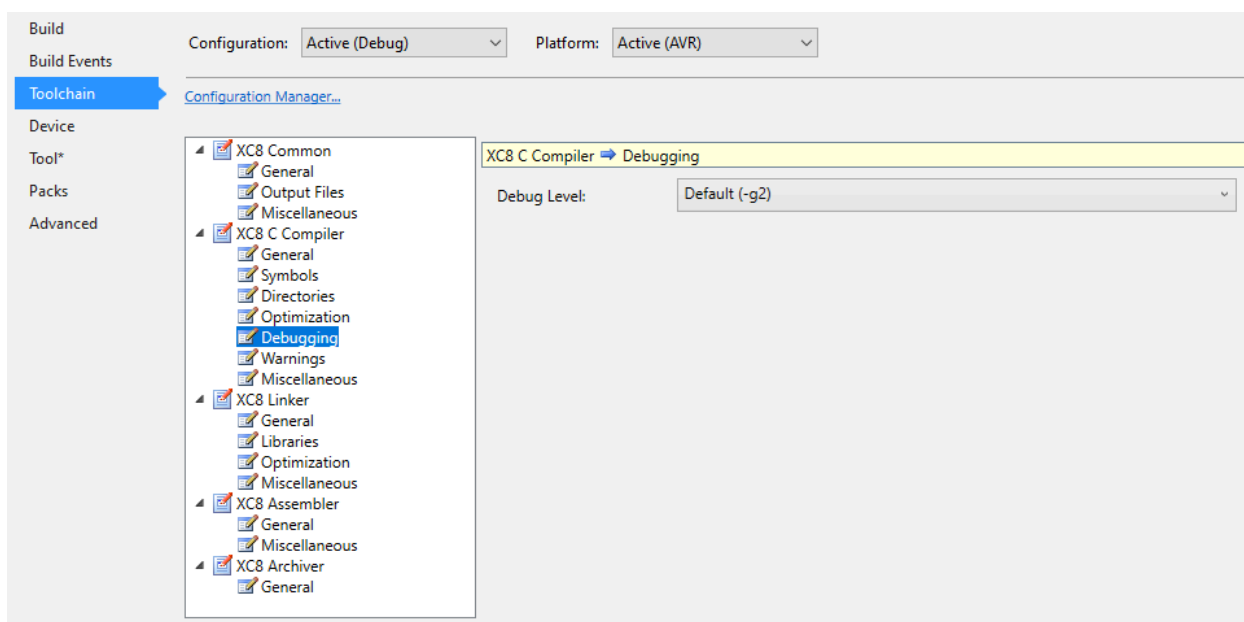 Build
Build Events
Toolchain
Device
Tool*
Packs
Advanced
Configuration: Active (Debug) Platform: Active (AVR)
Configuration Manager...
XC8 Common
General
Output Files
Miscellaneous
XC8 C Compiler
General
Symbols
Directories
Optimization
Debugging
Warnings
Miscellaneous
XC8 Linker
General
Libraries
Optimization
Miscellaneous
XC8 Assembler
General
Miscellaneous
XC8 Archiver
General
XC8 C Compiler ➡ Debugging
Debug Level: Default (-g2)